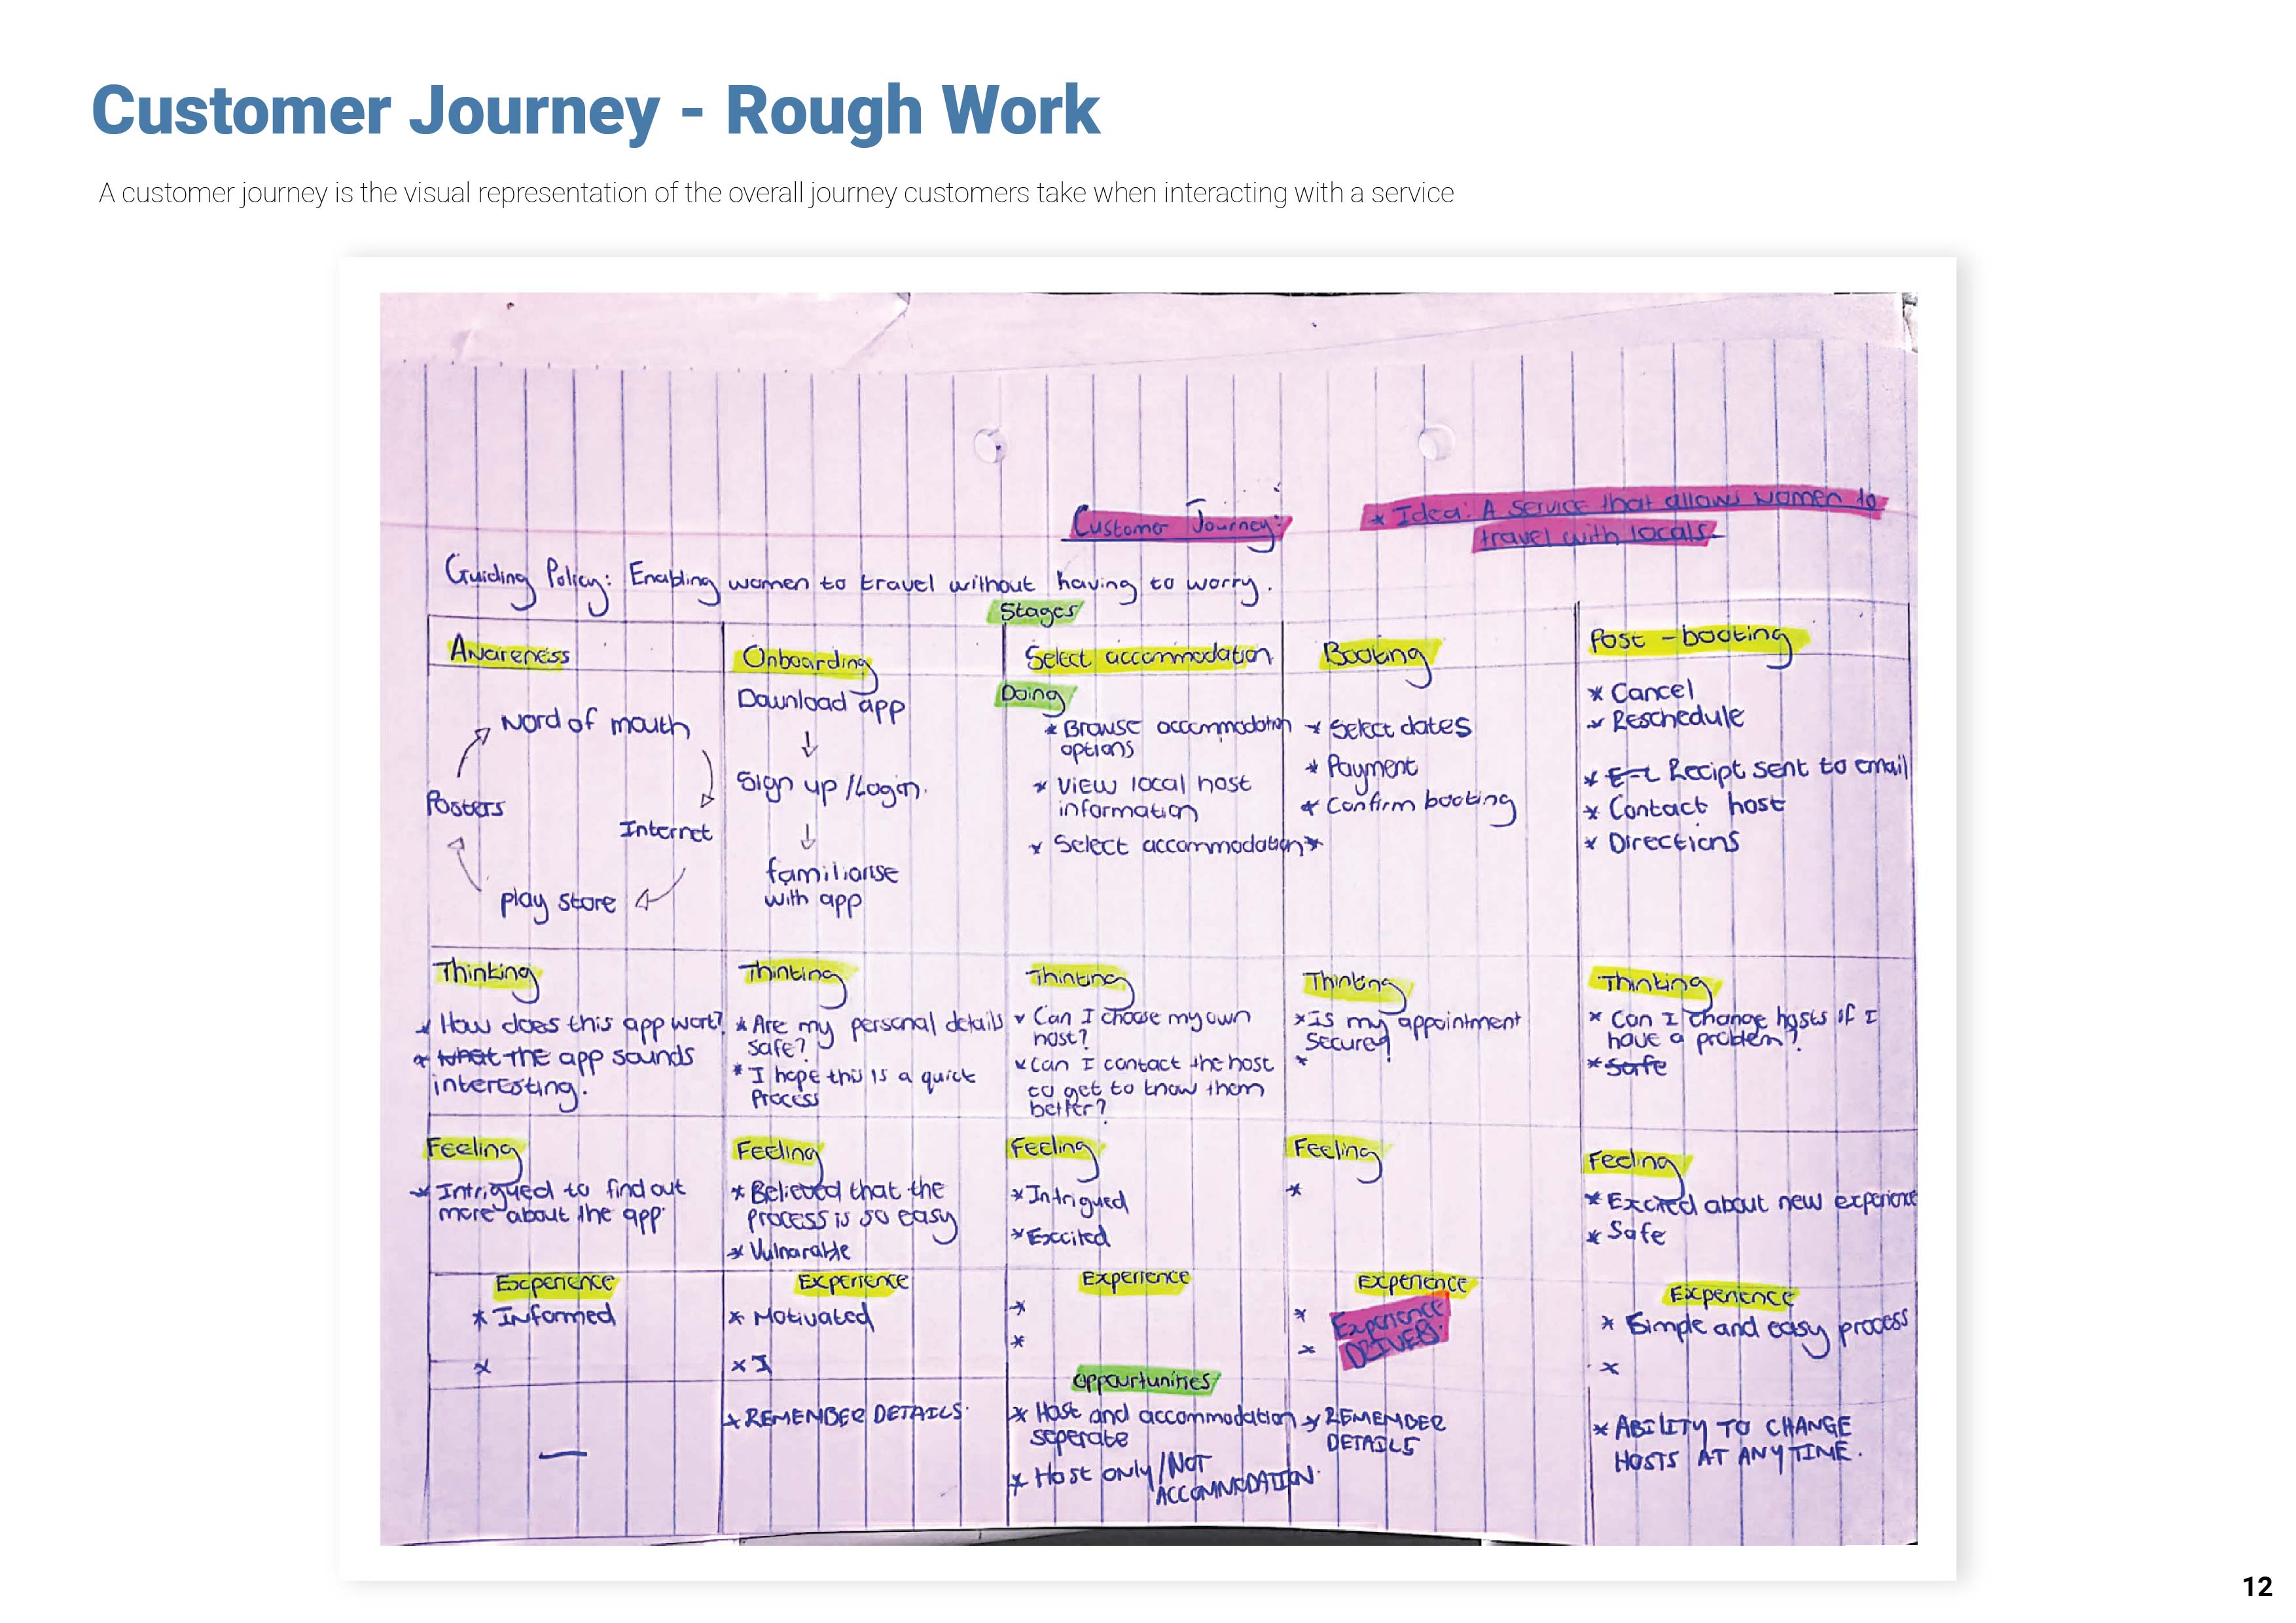 Customer Journey - Rough Work
A customer journey is the visual representation of the overall journey customers take when interacting with a service
Customer Journey:
* Idea: A service that allows women to
travel with locals.
Guiding Policy: Enabling women to travel without having to worry.
Stages
Awareness
Word of mouth
Internet
play store
Posters
Onboarding
Download app
↓
Sign up /Login.
↓
familiarise
with app
Select accommodation
Doing
* Browse accommodation
options
* View local host
information
* Select accommodation
Booking
* Select dates
* Payment
* Confirm booking
*
Post - booking
* Cancel
* Reschedule
* Recipt sent to email
* Contact host
* Directions
Thinking
* How does this app work?
* What The app sounds
interesting.
Thinking
* Are my personal details
safe?
* I hope this is a quick
process
Thinking
* Can I choose my own
host?
* Can I contact the host
to get to know them
better?
Thinking
* Is my appointment
secured?
*
Thinking
* Can I change hosts if I
have a problem?
* Safe
Feeling
* Intrigued to find out
more about the app.
Feeling
* Believed that the
process is so easy
* Vulnarable
Feeling
* Intrigued
* Excited
Feeling
*
Feeling
* Excited about new experience
* Safe
Experience
* Informed
*
Experience
* Motivated
* I
Experience
*
*
Experience
* Experience
* DRIVER.
Experience
* Simple and easy process
*
Oppourtunities
—
* REMEMBER DETAILS.
* Host and accommodation
seperate
* Host only /NOT
ACCOMMODATION.
* REMEMBER
DETAILS
* ABILITY TO CHANGE
HOSTS AT ANYTIME.
12